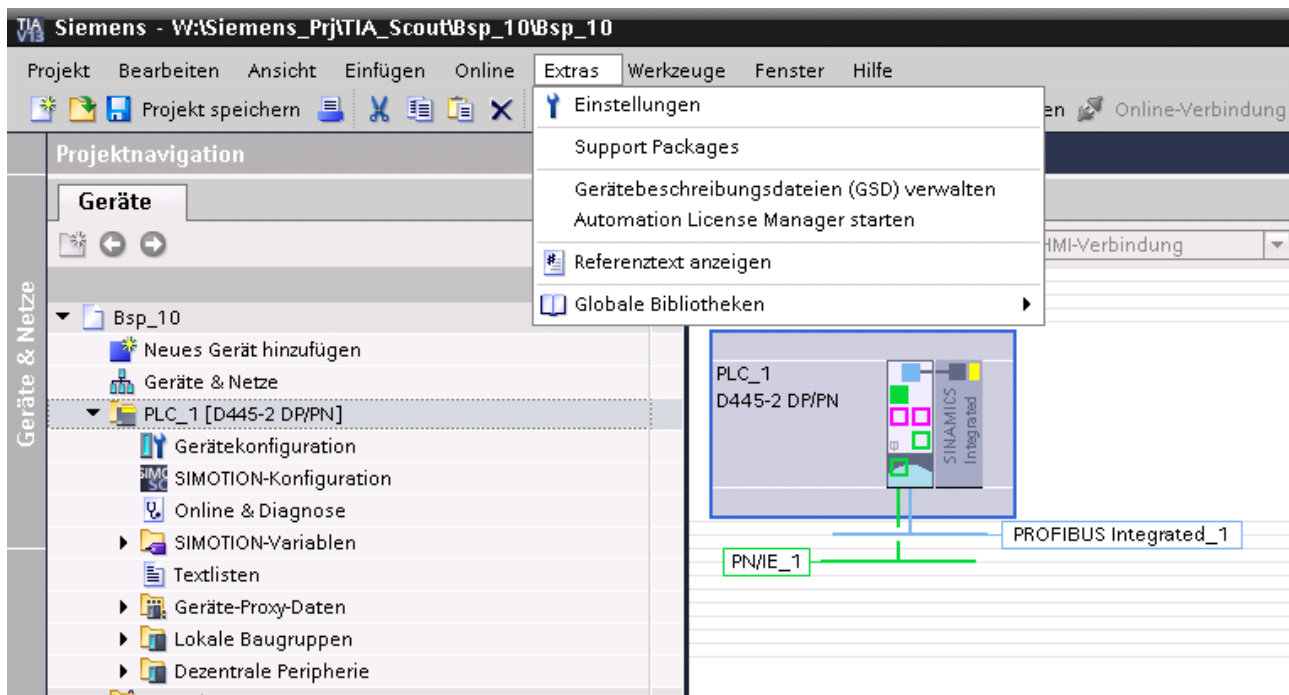 TIA V13 Siemens - W:\Siemens_Prj\TIA_Scout\Bsp_10\Bsp_10
Projekt Bearbeiten Ansicht Einfügen Online Extras Werkzeuge Fenster Hilfe
Projekt speichern
en Online-Verbindung
Einstellungen
Support Packages
Gerätebeschreibungsdateien (GSD) verwalten
Automation License Manager starten
Referenztext anzeigen
Globale Bibliotheken
HMI-Verbindung
Projektnavigation
Geräte
Geräte & Netze
Bsp_10
Neues Gerät hinzufügen
Geräte & Netze
PLC_1 [D445-2 DP/PN]
Gerätekonfiguration
SIMOTION-Konfiguration
Online & Diagnose
SIMOTION-Variablen
Textlisten
Geräte-Proxy-Daten
Lokale Baugruppen
Dezentrale Peripherie
PLC_1
D445-2 DP/PN
SINAMICS
Integrated
PROFIBUS Integrated_1
PN/IE_1